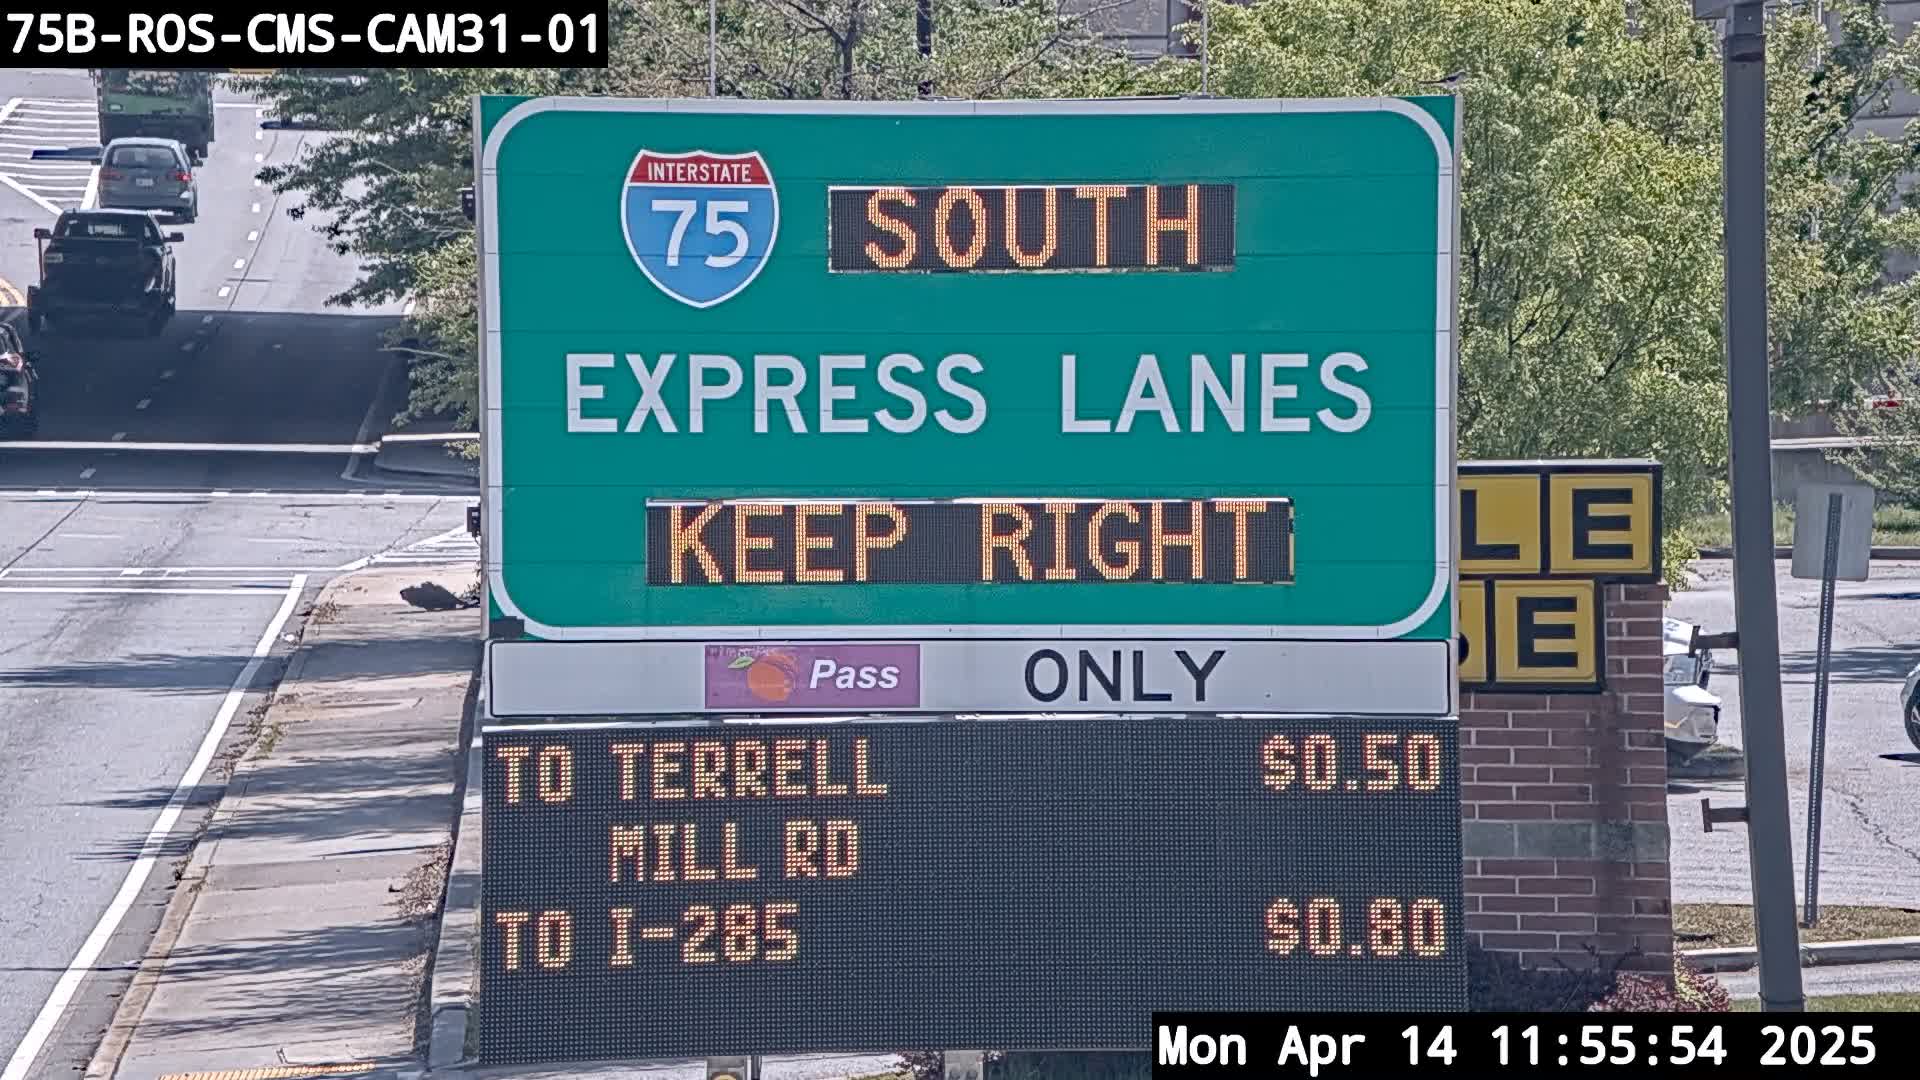 75B-ROS-CMS-CAM31-01
INTERSTATE
75
SOUTH
EXPRESS LANES
KEEP RIGHT
Pass ONLY
TO TERRELL $0.50
MILL RD
TO I-285 $0.80
LE
E
Mon Apr 14 11:55:54 2025